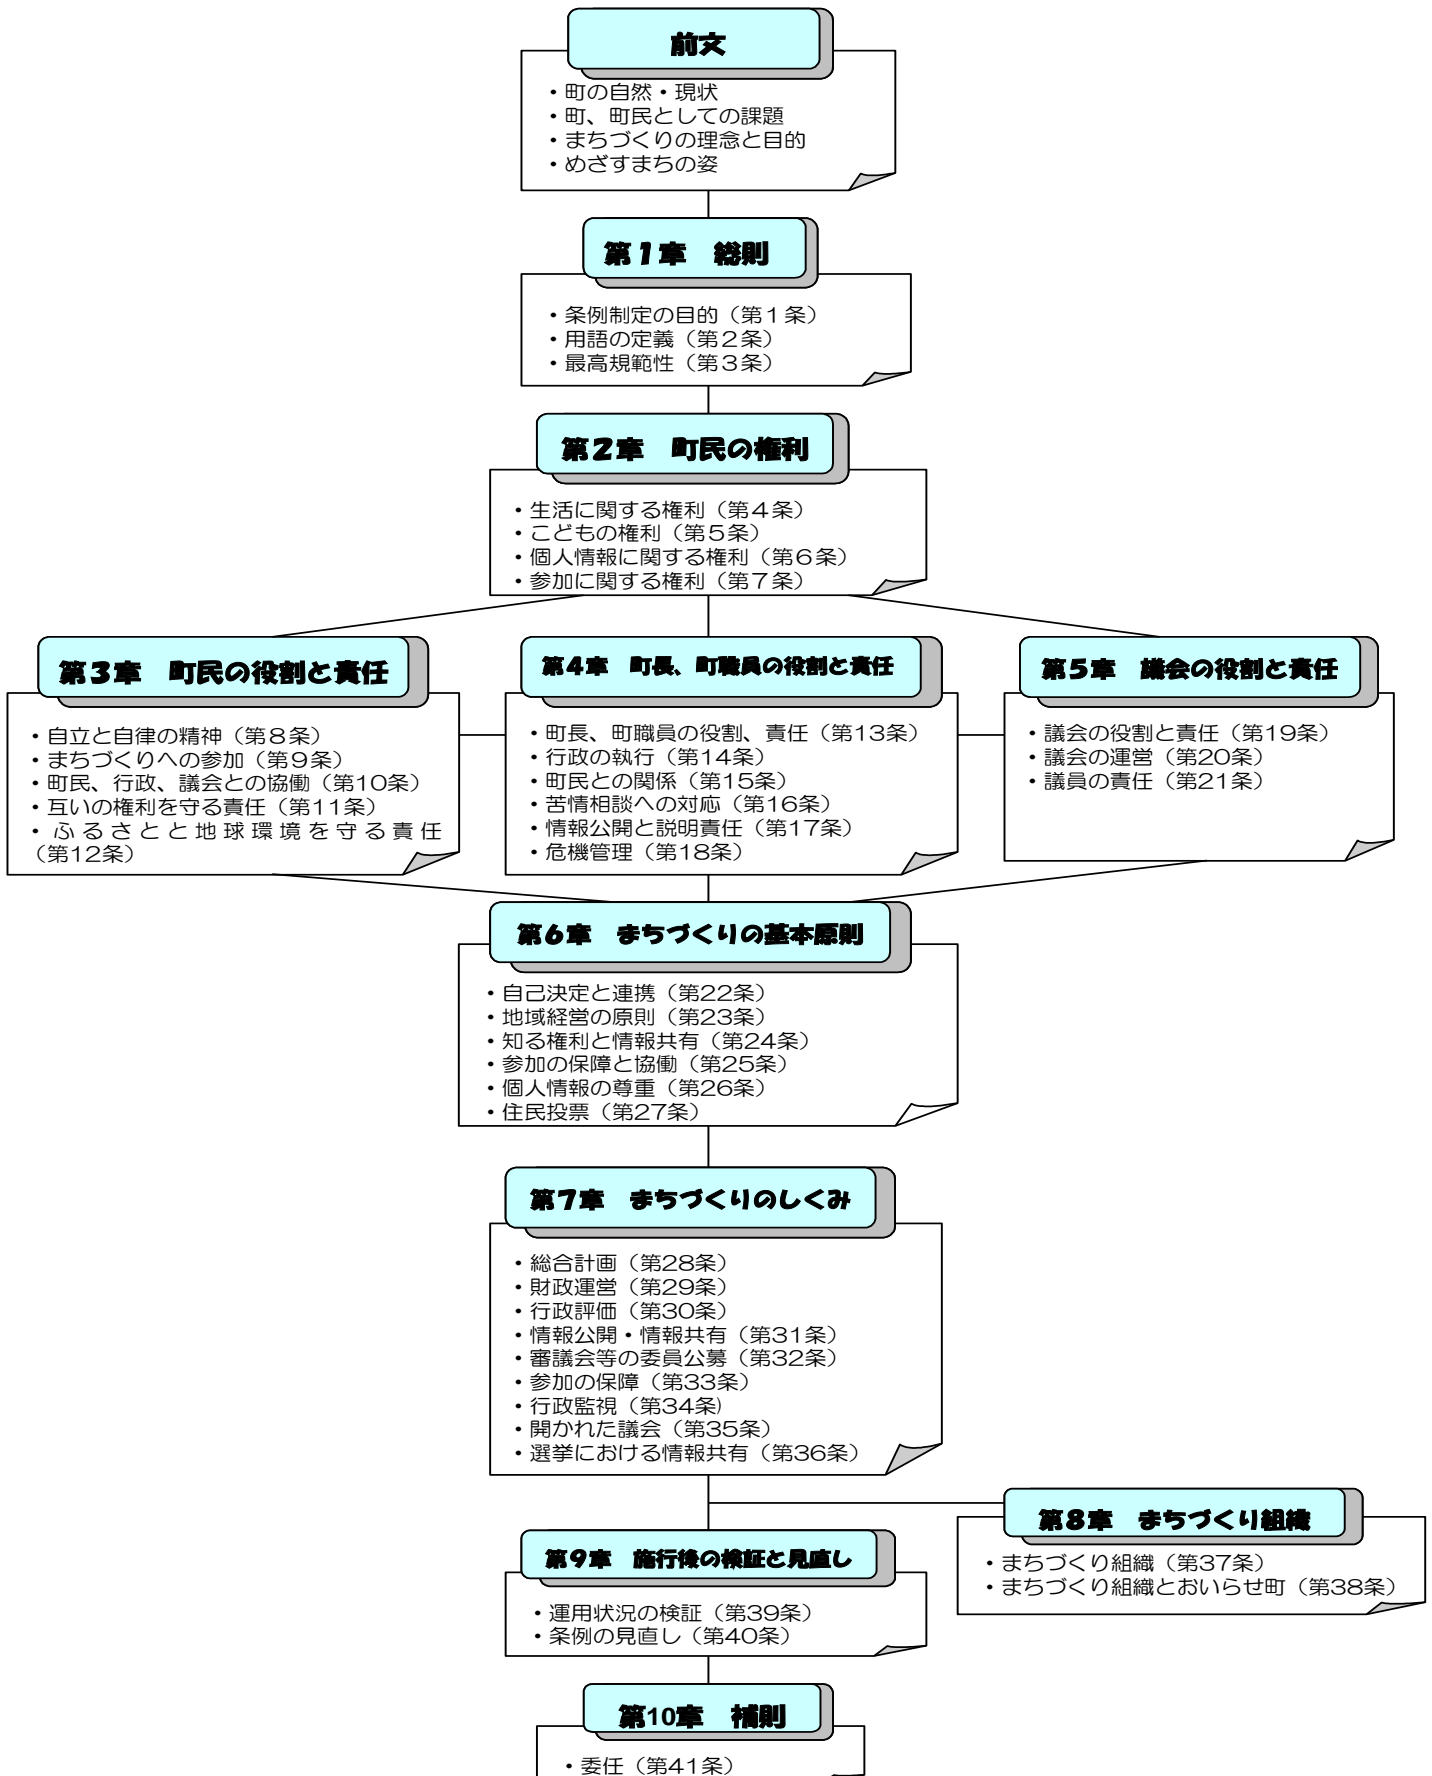 前文
・町の自然・現状
・町、町民としての課題
・まちづくりの理念と目的
・めざすまちの姿
第1章　総則
・条例制定の目的（第１条）
・用語の定義（第２条）
・最高規範性（第３条）
第2章　町民の権利
・生活に関する権利（第４条）
・こどもの権利（第５条）
・個人情報に関する権利（第６条）
・参加に関する権利（第７条）
第3章　町民の役割と責任
・自立と自律の精神（第８条）
・まちづくりへの参加（第９条）
・町民、行政、議会との協働（第10条）
・互いの権利を守る責任（第11条）
・ふるさとと地球環境を守る責任
（第12条）
第4章　町長、町職員の役割と責任
・町長、町職員の役割、責任（第13条）
・行政の執行（第14条）
・町民との関係（第15条）
・苦情相談への対応（第16条）
・情報公開と説明責任（第17条）
・危機管理（第18条）
第5章　議会の役割と責任
・議会の役割と責任（第19条）
・議会の運営（第20条）
・議員の責任（第21条）
第6章　まちづくりの基本原則
・自己決定と連携（第22条）
・地域経営の原則（第23条）
・知る権利と情報共有（第24条）
・参加の保障と協働（第25条）
・個人情報の尊重（第26条）
・住民投票（第27条）
第7章　まちづくりのしくみ
・総合計画（第28条）
・財政運営（第29条）
・行政評価（第30条）
・情報公開・情報共有（第31条）
・審議会等の委員公募（第32条）
・参加の保障（第33条）
・行政監視（第34条)
・開かれた議会（第35条）
・選挙における情報共有（第36条）
第8章　まちづくり組織
・まちづくり組織（第37条）
・まちづくり組織とおいらせ町（第38条）
第9章　施行後の検証と見直し
・運用状況の検証（第39条）
・条例の見直し（第40条）
第10章　補則
・委任（第41条）